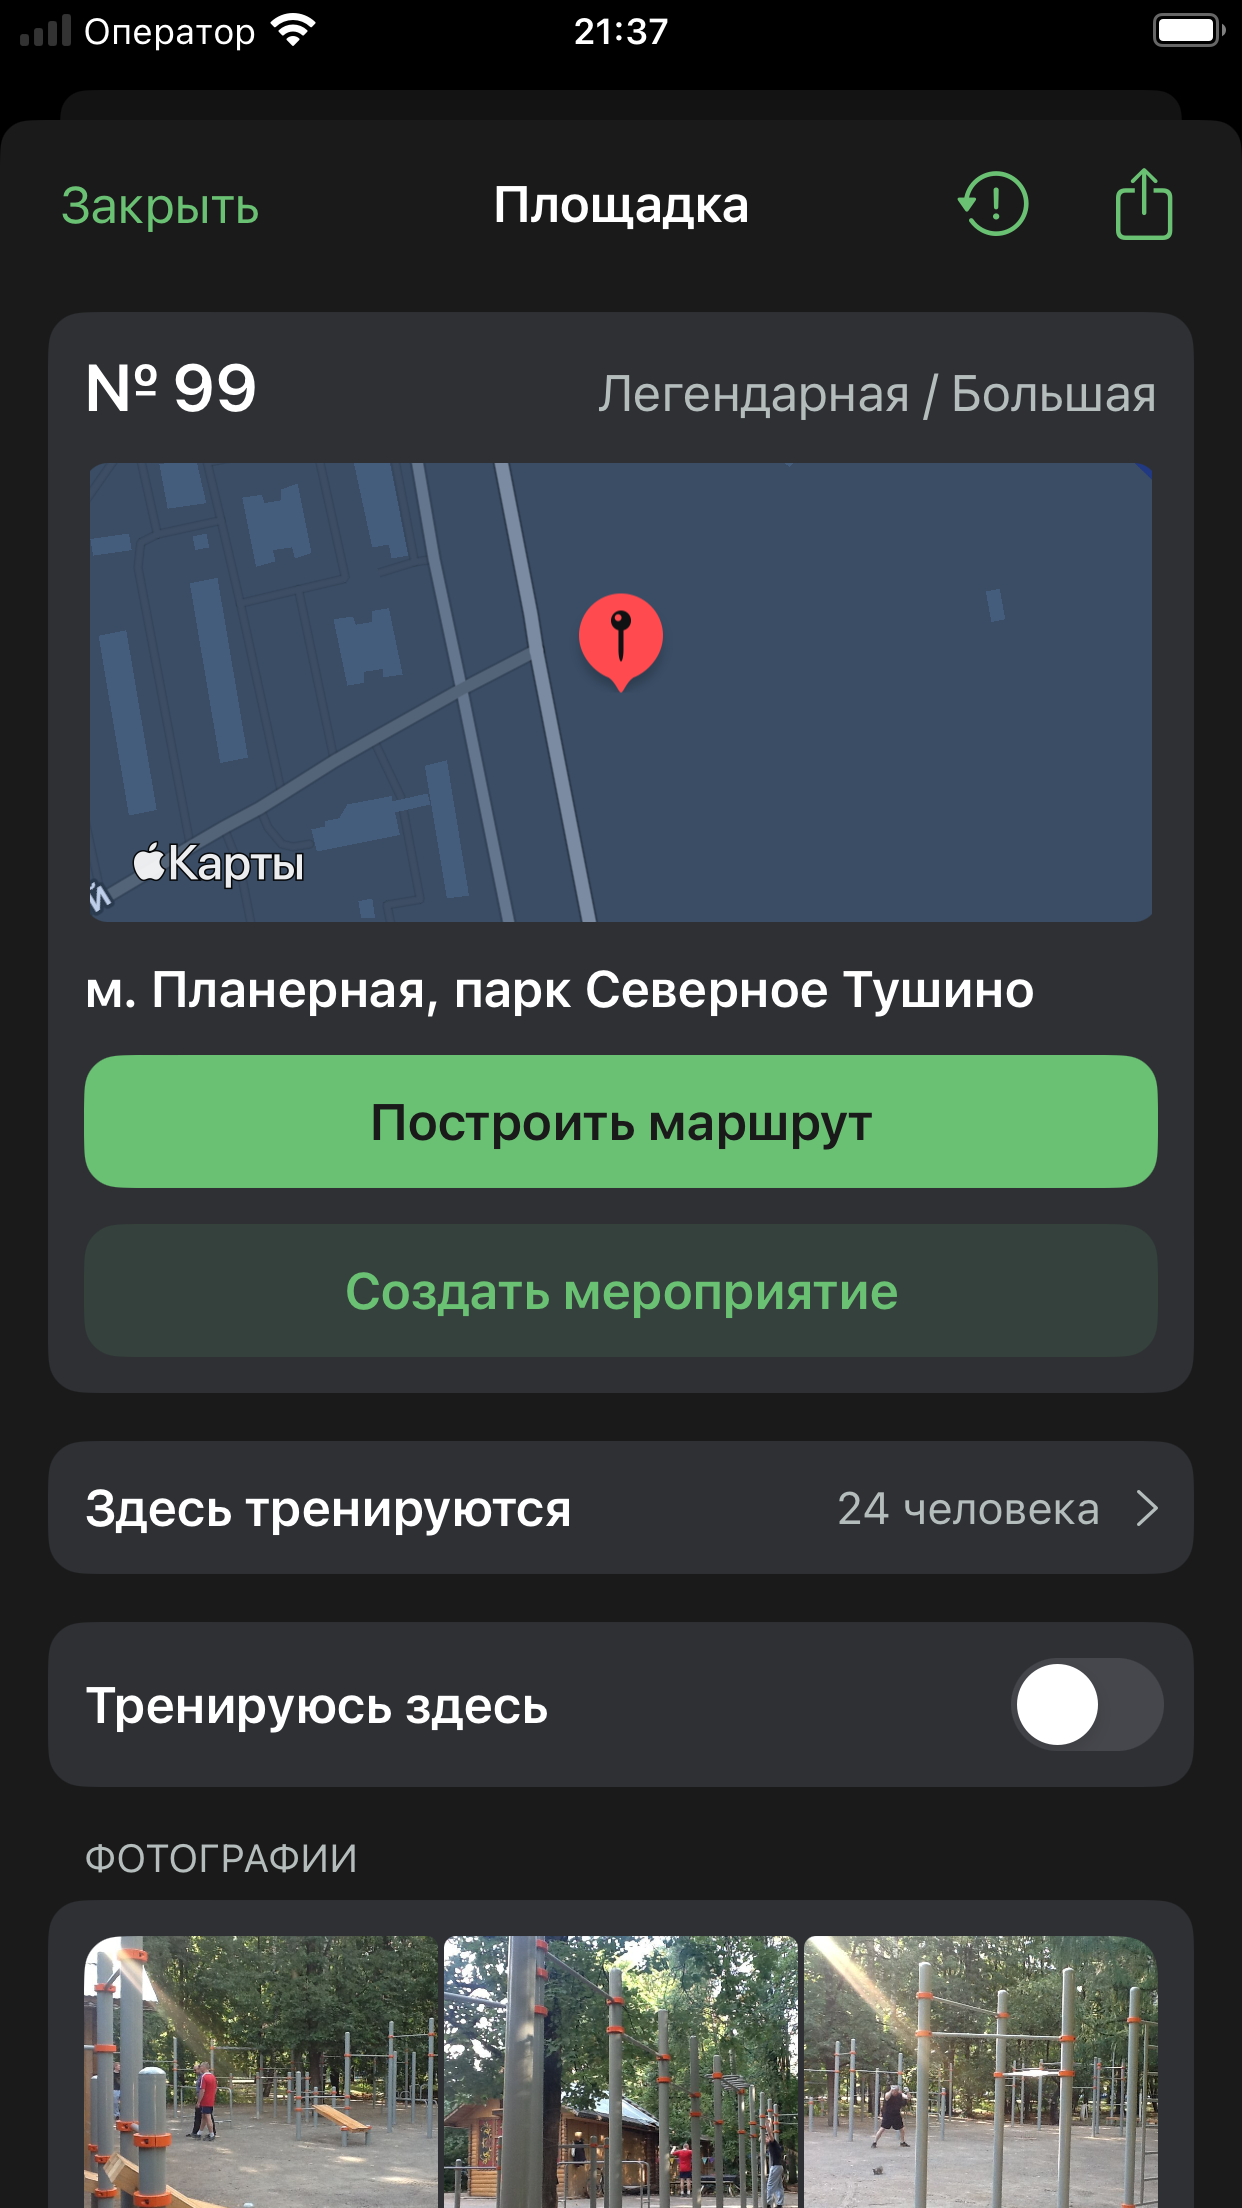 Оператор 21:37
Закрыть Площадка
№ 99 Легендарная / Большая
Карты
й
м. Планерная, парк Северное Тушино
Построить маршрут
Создать мероприятие
Здесь тренируются 24 человека
Тренируюсь здесь
ФОТОГРАФИИ